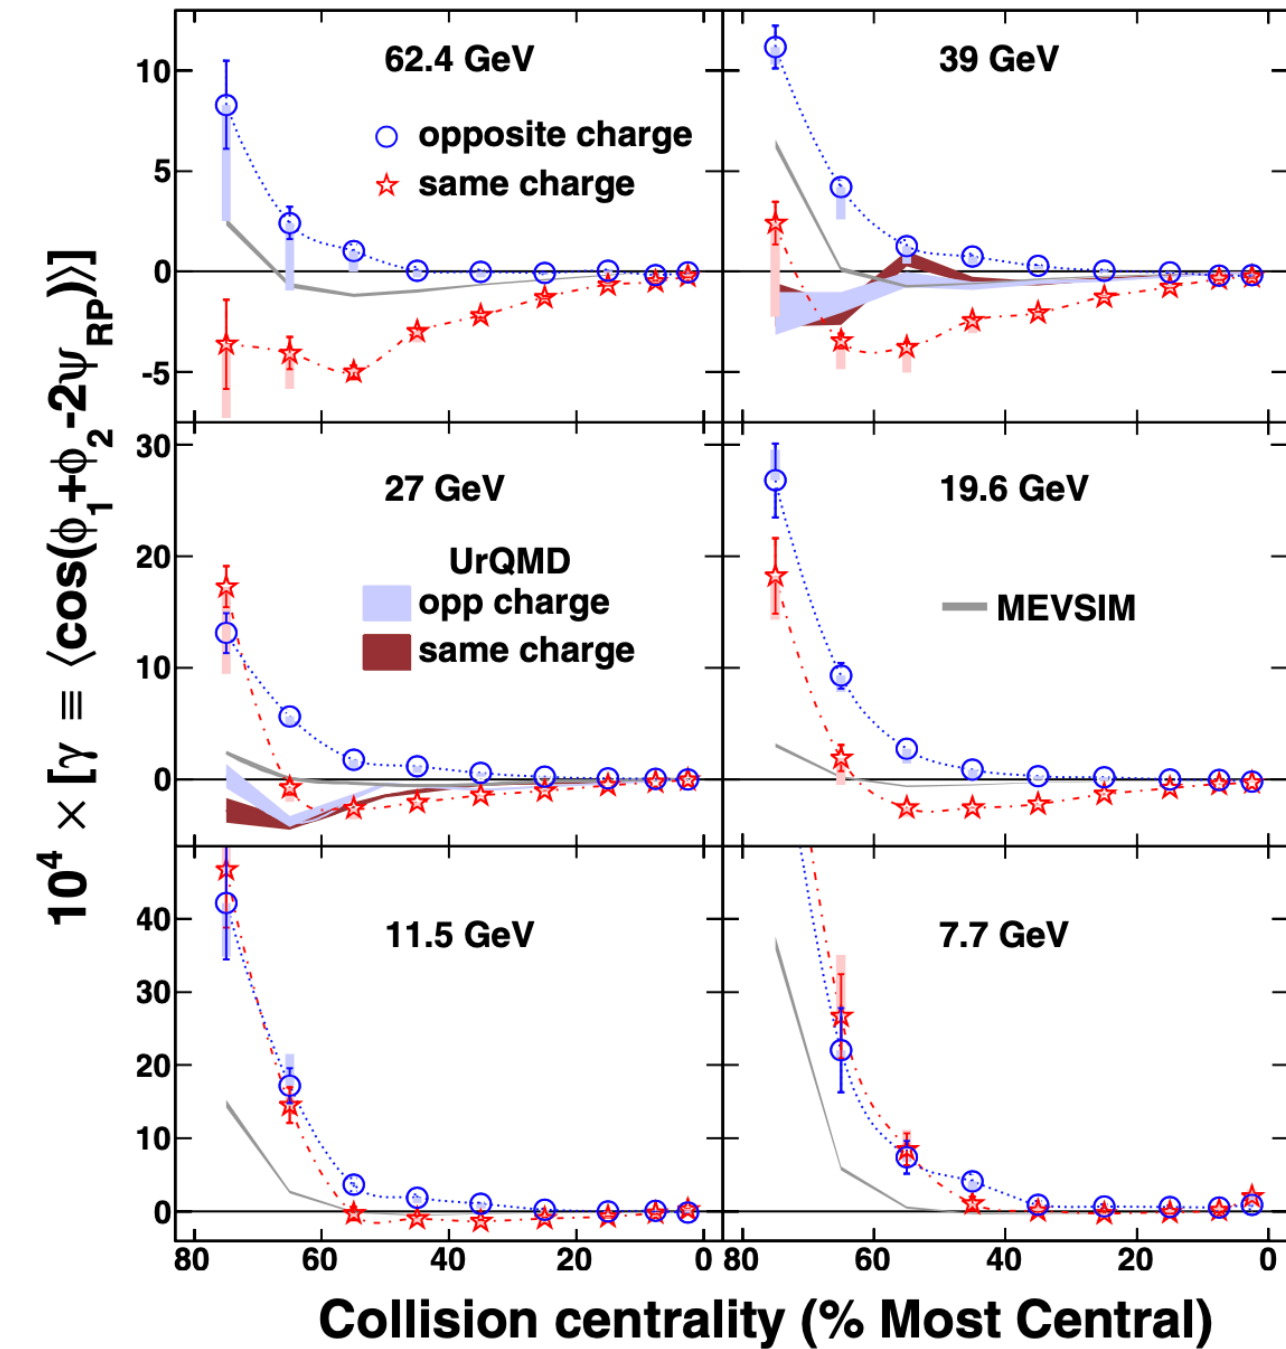 10⁴ × [γ ≡ ⟨cos(ϕ₁+ϕ₂-2ψ_RP)⟩]
62.4 GeV
opposite charge
same charge
10
5
0
-5
39 GeV
27 GeV
UrQMD
opp charge
same charge
30
20
10
0
19.6 GeV
MEVSIM
11.5 GeV
40
30
20
10
0
7.7 GeV
80 60 40 20 0
80 60 40 20 0
Collision centrality (% Most Central)